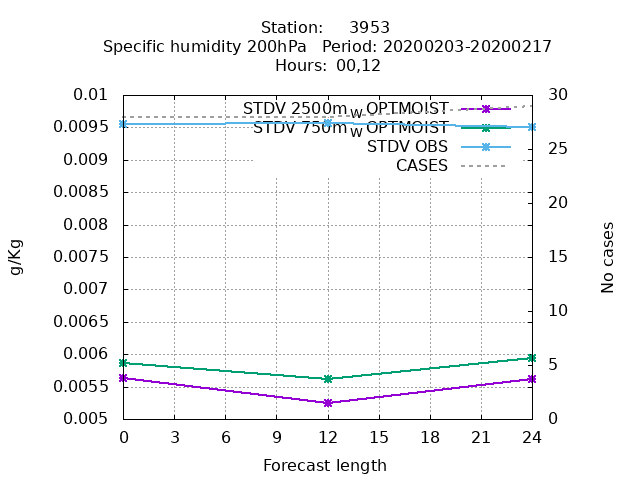 Station: 3953
Specific humidity 200hPa Period: 20200203-20200217
Hours: 00,12
STDV 2500m_W OPTMOIST
STDV 750m_W OPTMOIST
STDV OBS
CASES
0.01
0.0095
0.009
0.0085
0.008
0.0075
0.007
0.0065
0.006
0.0055
0.005
g/Kg
30
25
20
15
10
5
0
No cases
0 3 6 9 12 15 18 21 24
Forecast length